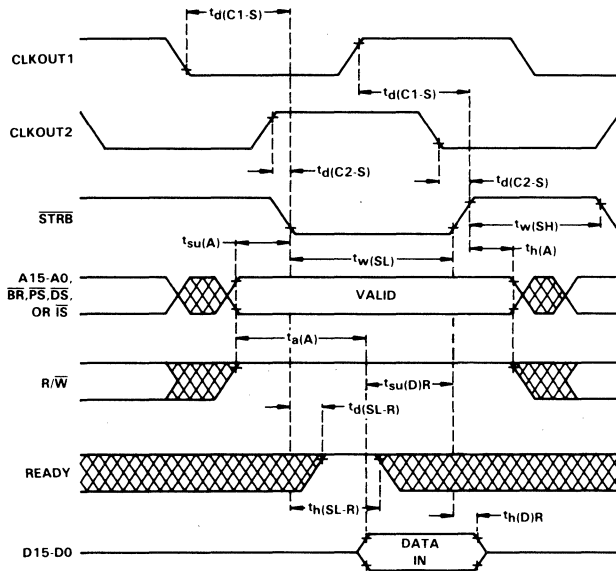 td(C1-S)
CLKOUT1
td(C1-S)
CLKOUT2
td(C2-S)
td(C2-S)
STRB
tsu(A)
tw(SH)
tw(SL)
th(A)
A15-A0,
BR,PS,DS,
OR IS
VALID
ta(A)
R/W
tsu(D)R
td(SL-R)
READY
th(SL-R)
th(D)R
D15-D0
DATA
IN